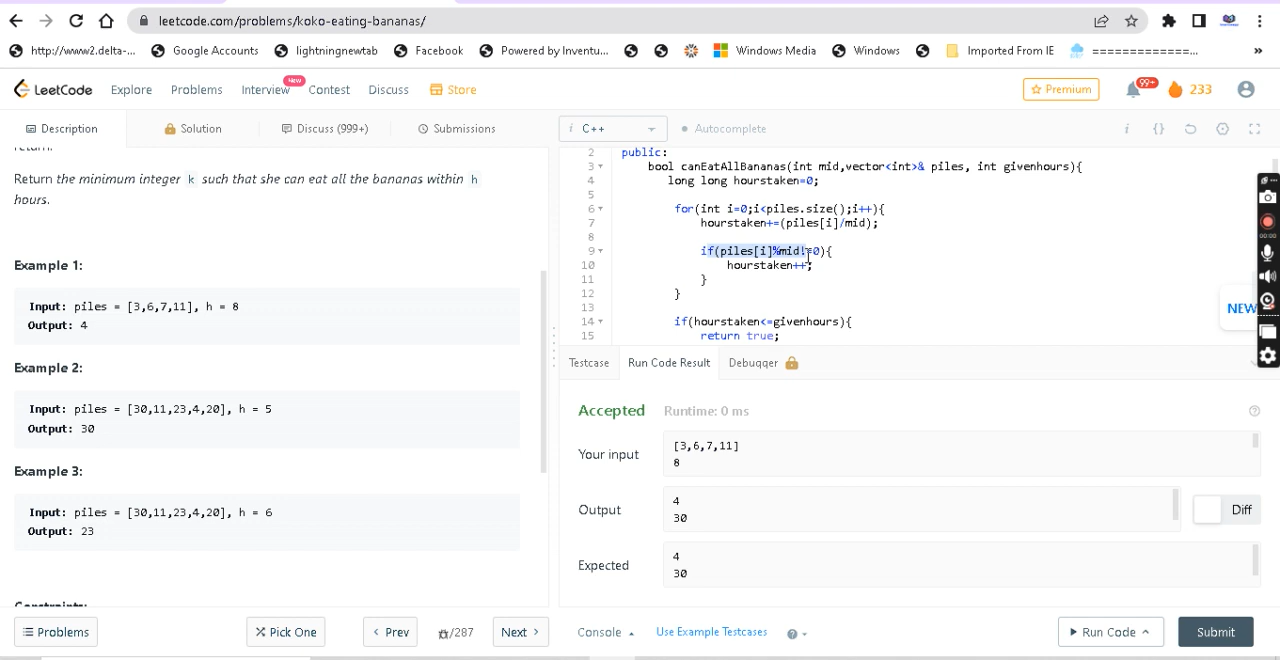 leetcode.com/problems/koko-eating-bananas/
http://www2.delta-... Google Accounts lightningnewtab Facebook Powered by Inventu... Windows Media Windows Imported From IE =============... »
LeetCode Explore Problems Interview New Contest Discuss Store Premium 99+ 233
Description Solution Discuss (999+) Submissions
i C++ Autocomplete
Return the minimum integer k such that she can eat all the bananas within h
hours.
Example 1:
Input: piles = [3,6,7,11], h = 8
Output: 4
Example 2:
Input: piles = [30,11,23,4,20], h = 5
Output: 30
Example 3:
Input: piles = [30,11,23,4,20], h = 6
Output: 23
Constraints:
2 public:
3 bool canEatAllBananas(int mid,vector<int>& piles, int givenhours){
4 long long hourstaken=0;
5
6 for(int i=0;i<piles.size();i++){
7 hourstaken+=(piles[i]/mid);
8
9 if(piles[i]%mid!=0){
10 hourstaken++;
11 }
12 }
13
14 if(hourstaken<=givenhours){
15 return true;
NEW
00:00
Testcase Run Code Result Debugger
Accepted Runtime: 0 ms
Your input
[3,6,7,11]
8
Output
4
30
Diff
Expected
4
30
Problems Pick One < Prev /287 Next > Console Use Example Testcases Run Code Submit